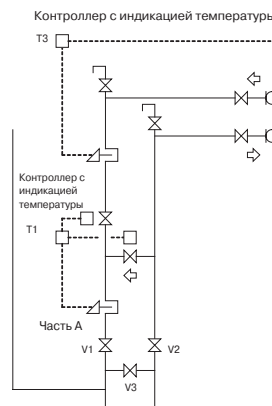 Контроллер с индикацией температуры
T3
Контроллер с
индикацией
температуры
T1
Часть А
V1
V2
V3